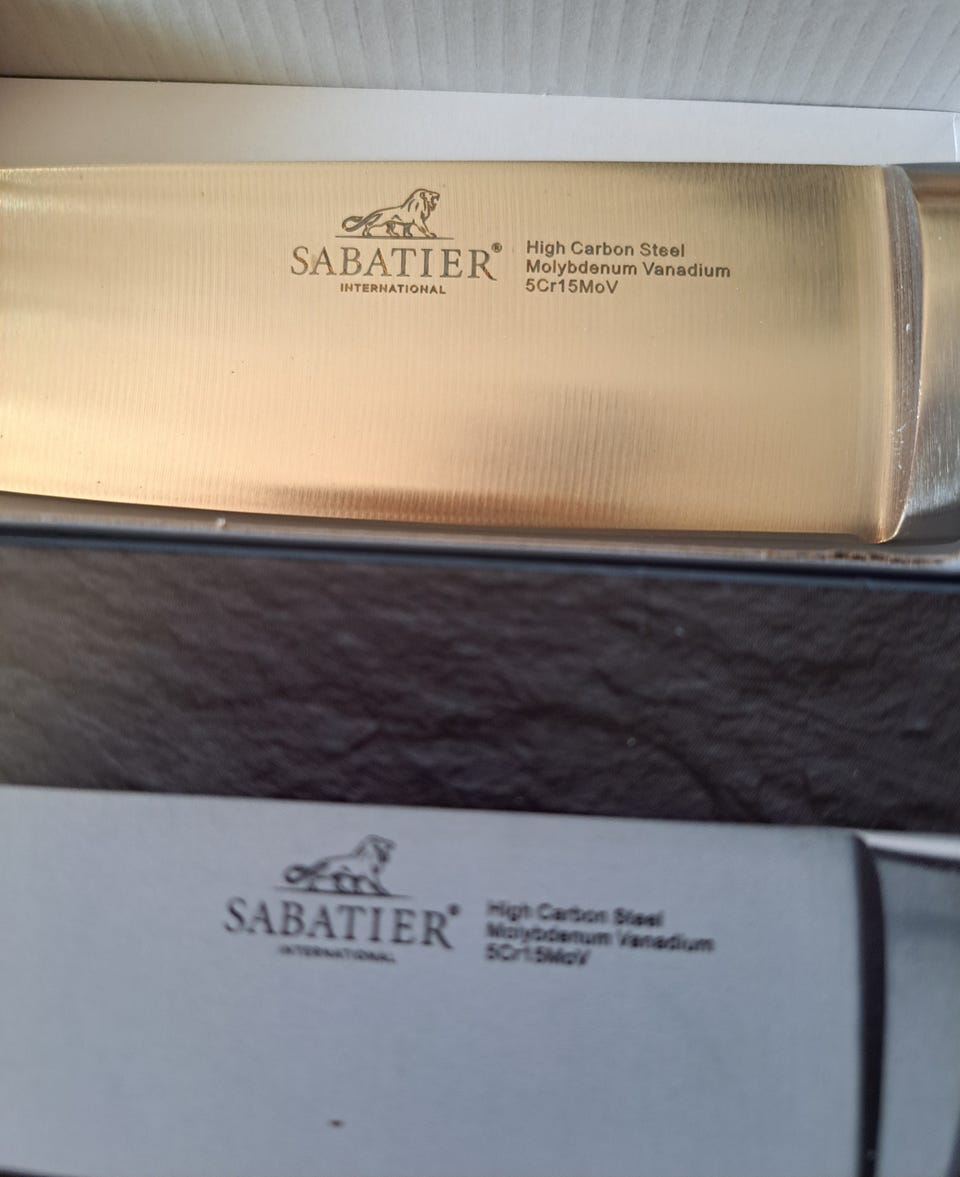 SABATIER®
INTERNATIONAL
High Carbon Steel
Molybdenum Vanadium
5Cr15MoV
SABATIER®
INTERNATIONAL
High Carbon Steel
Molybdenum Vanadium
5Cr15MoV